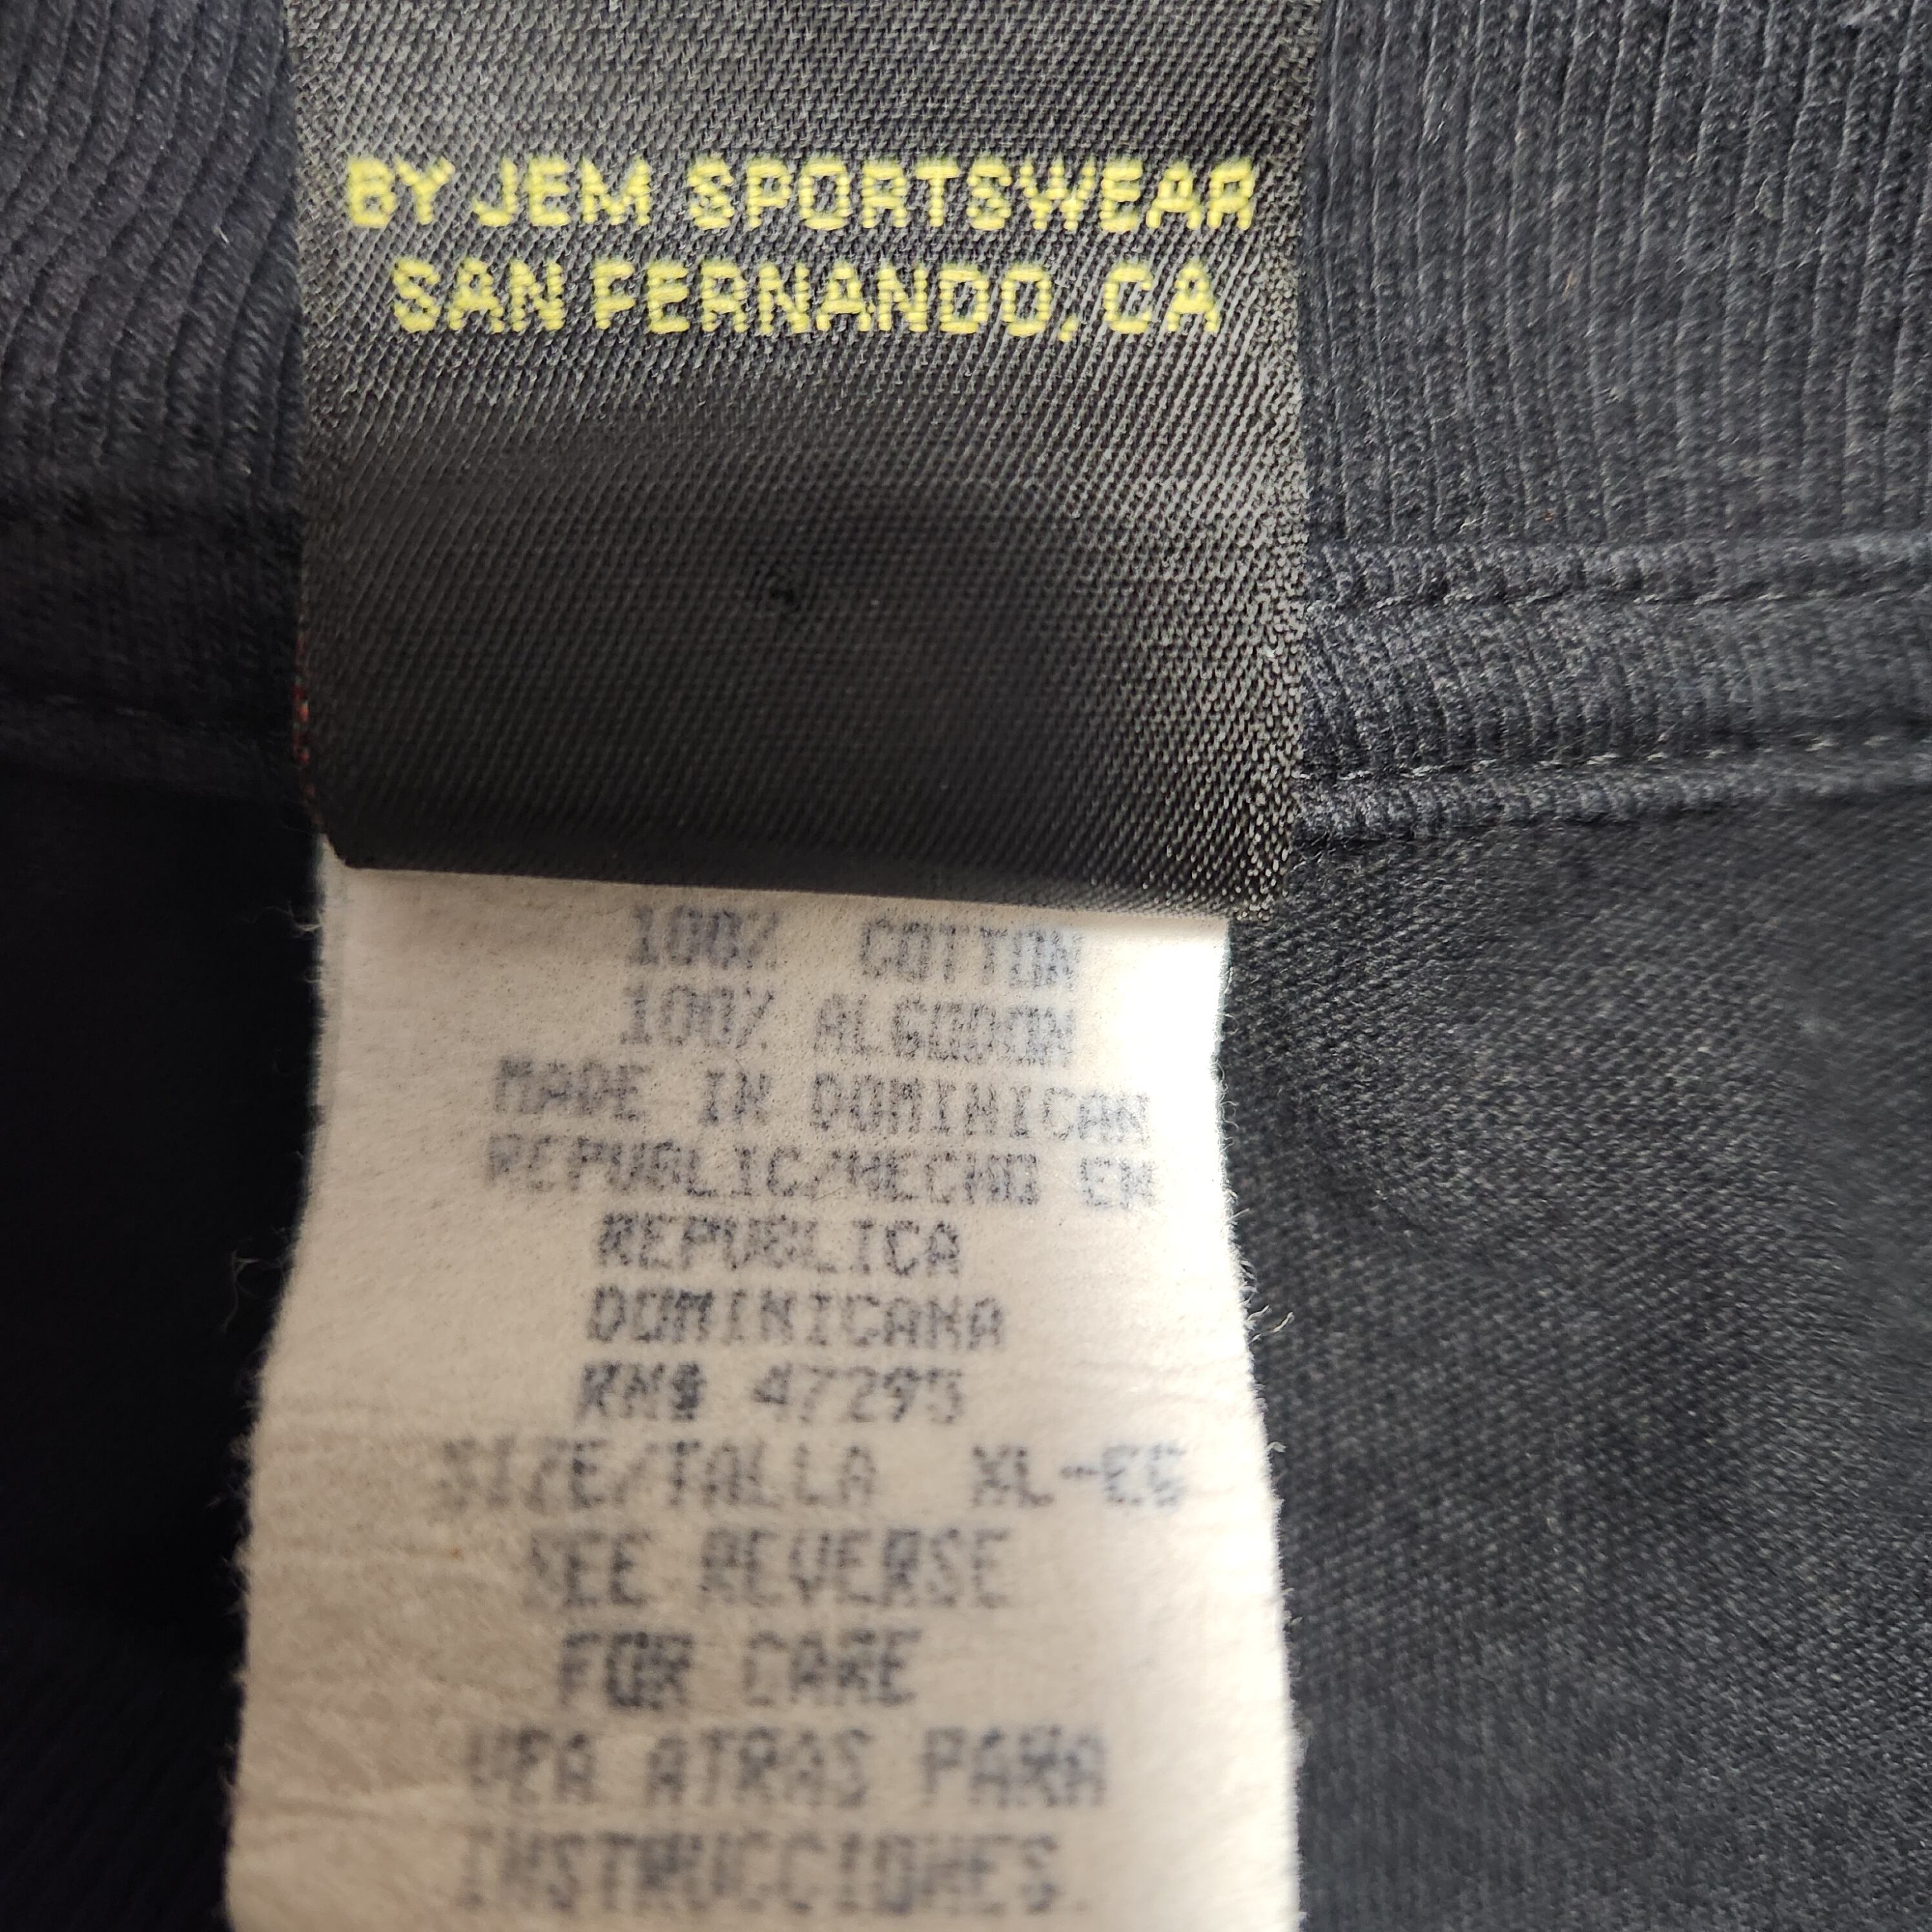 BY JEM SPORTSWEAR
SAN FERNANDO, CA
100% COTTON
100% ALGODON
MADE IN DOMINICAN
REPUBLIC/HECHO EN
REPUBLICA
DOMINICANA
RN# 47295
SIZE/TALLA XL-EG
SEE REVERSE
FOR CARE
VEA ATRAS PARA
INSTRUCCIONES.